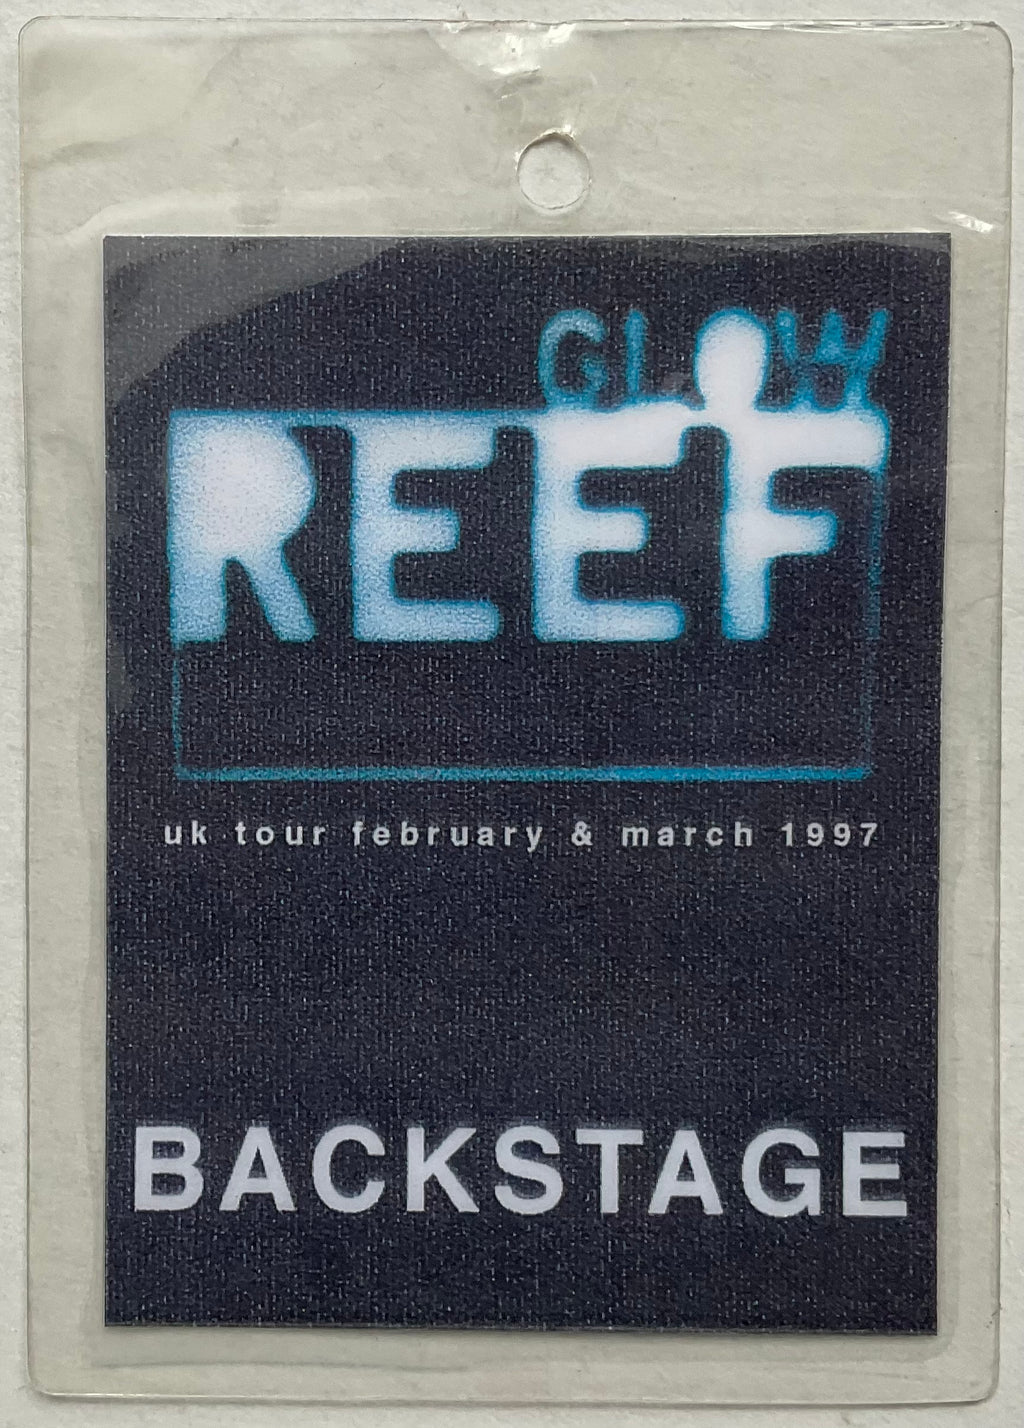 GLOW
REEF
uk tour february & march 1997
BACKSTAGE